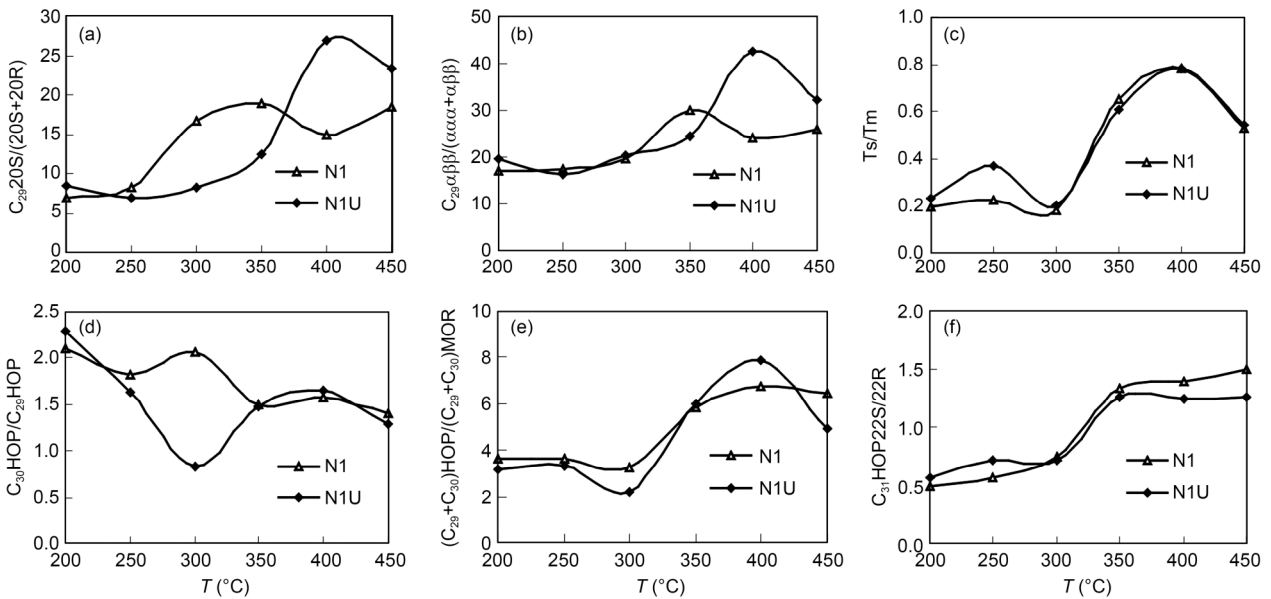 (a)
C₂₉20S/(20S+20R)
30
25
20
15
10
5
0
200 250 300 350 400 450
N1
N1U
(b)
C₂₉αββ/(ααα+αββ)
50
40
30
20
10
0
200 250 300 350 400 450
N1
N1U
(c)
Ts/Tm
1.0
0.8
0.6
0.4
0.2
0.0
200 250 300 350 400 450
N1
N1U
(d)
C₃₀HOP/C₂₉HOP
2.5
2.0
1.5
1.0
0.5
0.0
200 250 300 350 400 450
T (°C)
N1
N1U
(e)
(C₂₉+C₃₀)HOP/(C₂₉+C₃₀)MOR
10
8
6
4
2
0
200 250 300 350 400 450
T (°C)
N1
N1U
(f)
C₃₁HOP22S/22R
2.0
1.5
1.0
0.5
0.0
200 250 300 350 400 450
T (°C)
N1
N1U